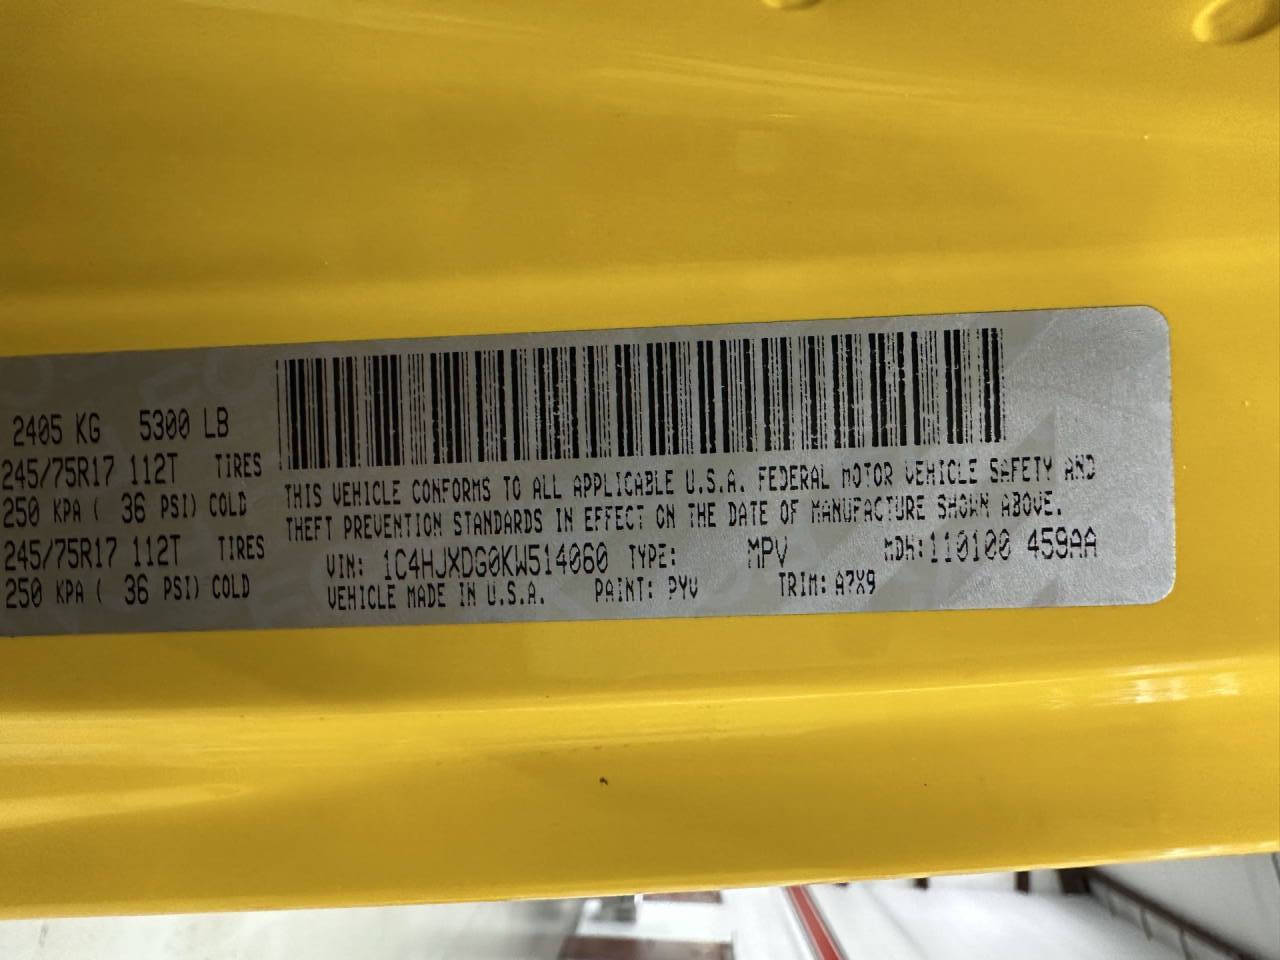 2405 KG 5300 LB
245/75R17 112T TIRES
250 KPA ( 36 PSI) COLD
245/75R17 112T TIRES
250 KPA ( 36 PSI) COLD
THIS VEHICLE CONFORMS TO ALL APPLICABLE U.S.A. FEDERAL MOTOR VEHICLE SAFETY AND
THEFT PREVENTION STANDARDS IN EFFECT ON THE DATE OF MANUFACTURE SHOWN ABOVE.
VIN: 1C4HJXDG0KW514060 TYPE: MPV MDH:110100 459AA
VEHICLE MADE IN U.S.A. PAINT: PYV TRIM: A7X9